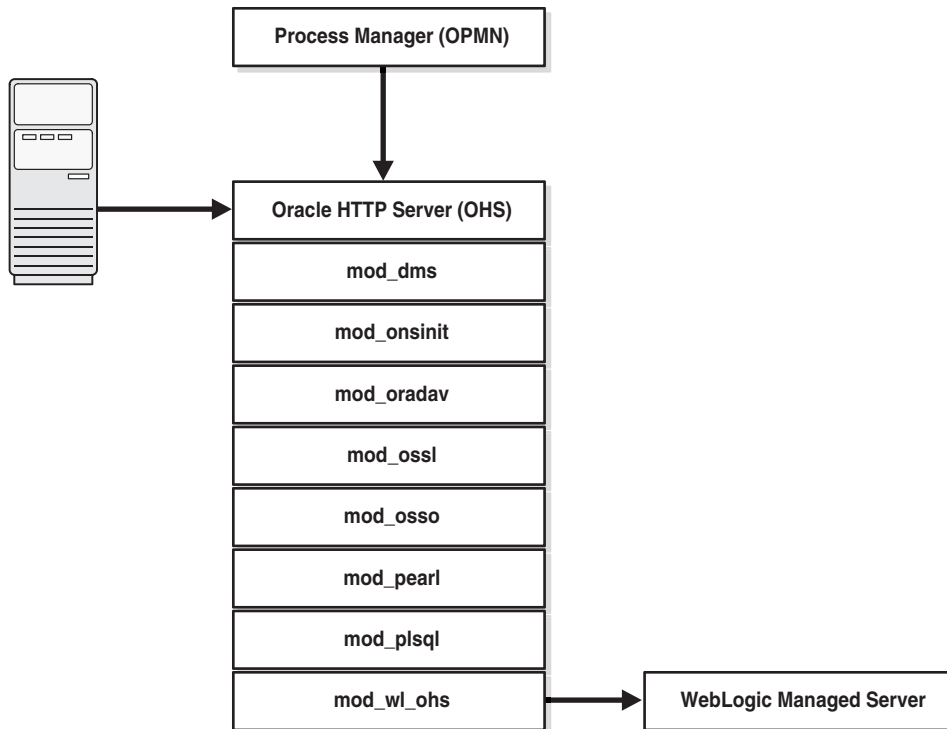 Process Manager (OPMN)
Oracle HTTP Server (OHS)
mod_dms
mod_onsinit
mod_oradav
mod_ossl
mod_osso
mod_pearl
mod_plsql
mod_wl_ohs
WebLogic Managed Server